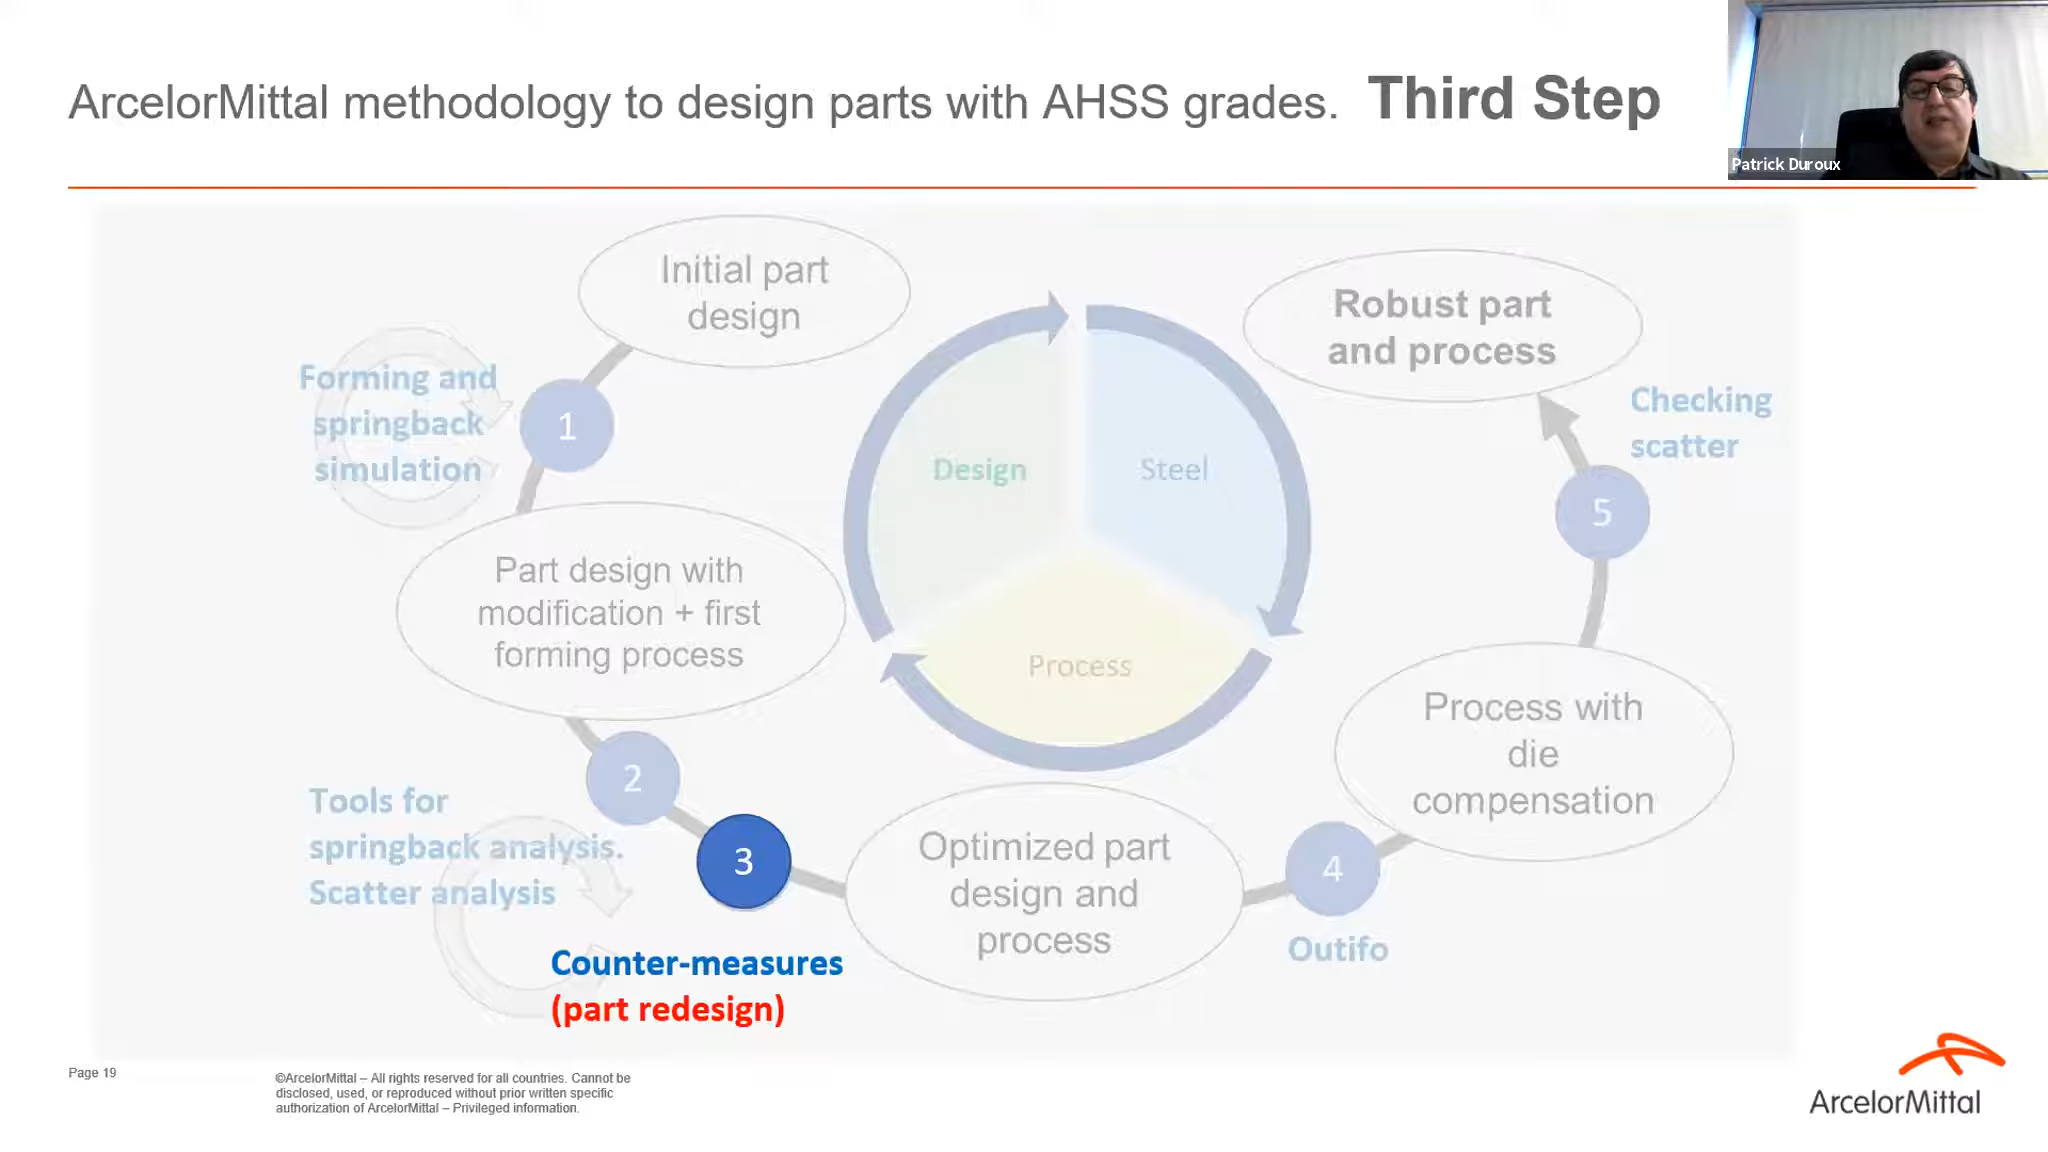 ArcelorMittal methodology to design parts with AHSS grades. Third Step
Patrick Duroux
Initial part
design
Forming and
springback
simulation
1
Part design with
modification + first
forming process
2
Tools for
springback analysis.
Scatter analysis
3
Counter-measures
(part redesign)
Design
Steel
Process
Optimized part
design and
process
4
Outifo
Process with
die
compensation
5
Checking
scatter
Robust part
and process
Page 19
©ArcelorMittal – All rights reserved for all countries. Cannot be
disclosed, used, or reproduced without prior written specific
authorization of ArcelorMittal – Privileged information.
ArcelorMittal